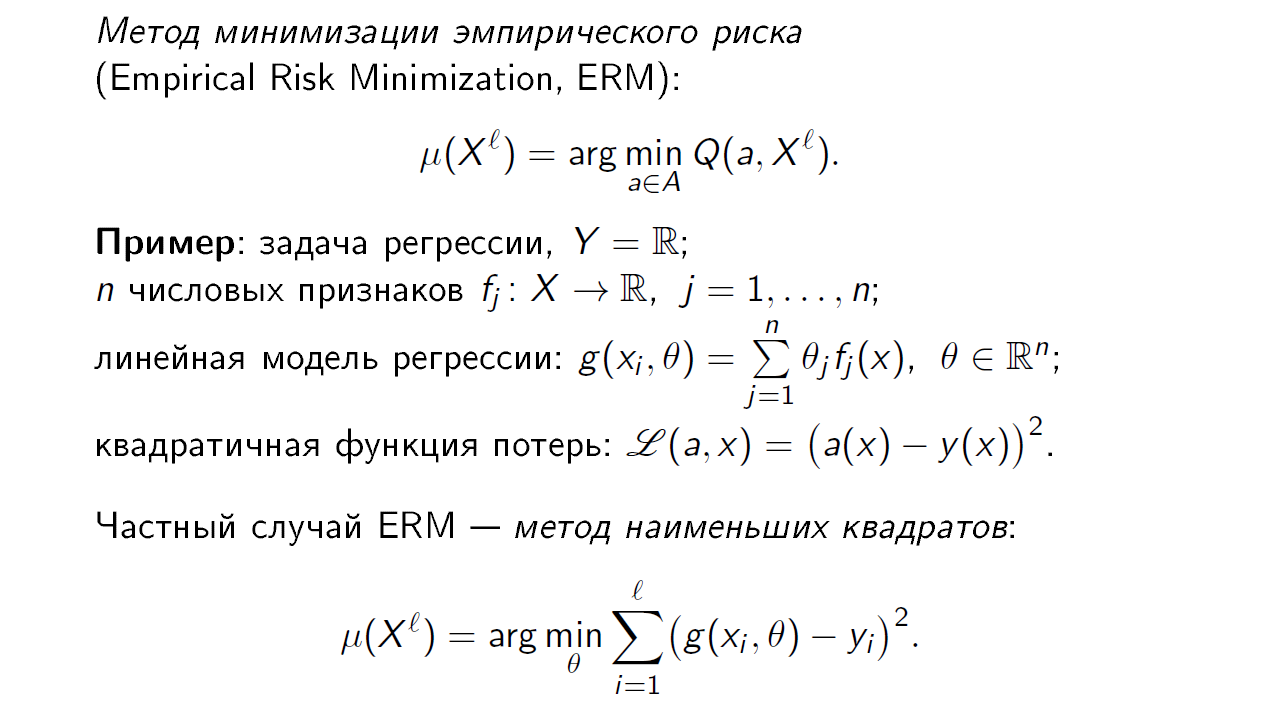 Метод минимизации эмпирического риска
(Empirical Risk Minimization, ERM):
μ(X^ℓ) = arg min_{a∈A} Q(a, X^ℓ).
Пример: задача регрессии, Y = ℝ;
n числовых признаков f_j : X → ℝ, j = 1, . . . , n;
линейная модель регрессии: g(x_i, θ) = ∑_{j=1}^{n} θ_j f_j(x), θ ∈ ℝ^n;
квадратичная функция потерь: ℒ(a, x) = (a(x) − y(x))^2.
Частный случай ERM — метод наименьших квадратов:
μ(X^ℓ) = arg min_θ ∑_{i=1}^{ℓ} (g(x_i, θ) − y_i)^2.